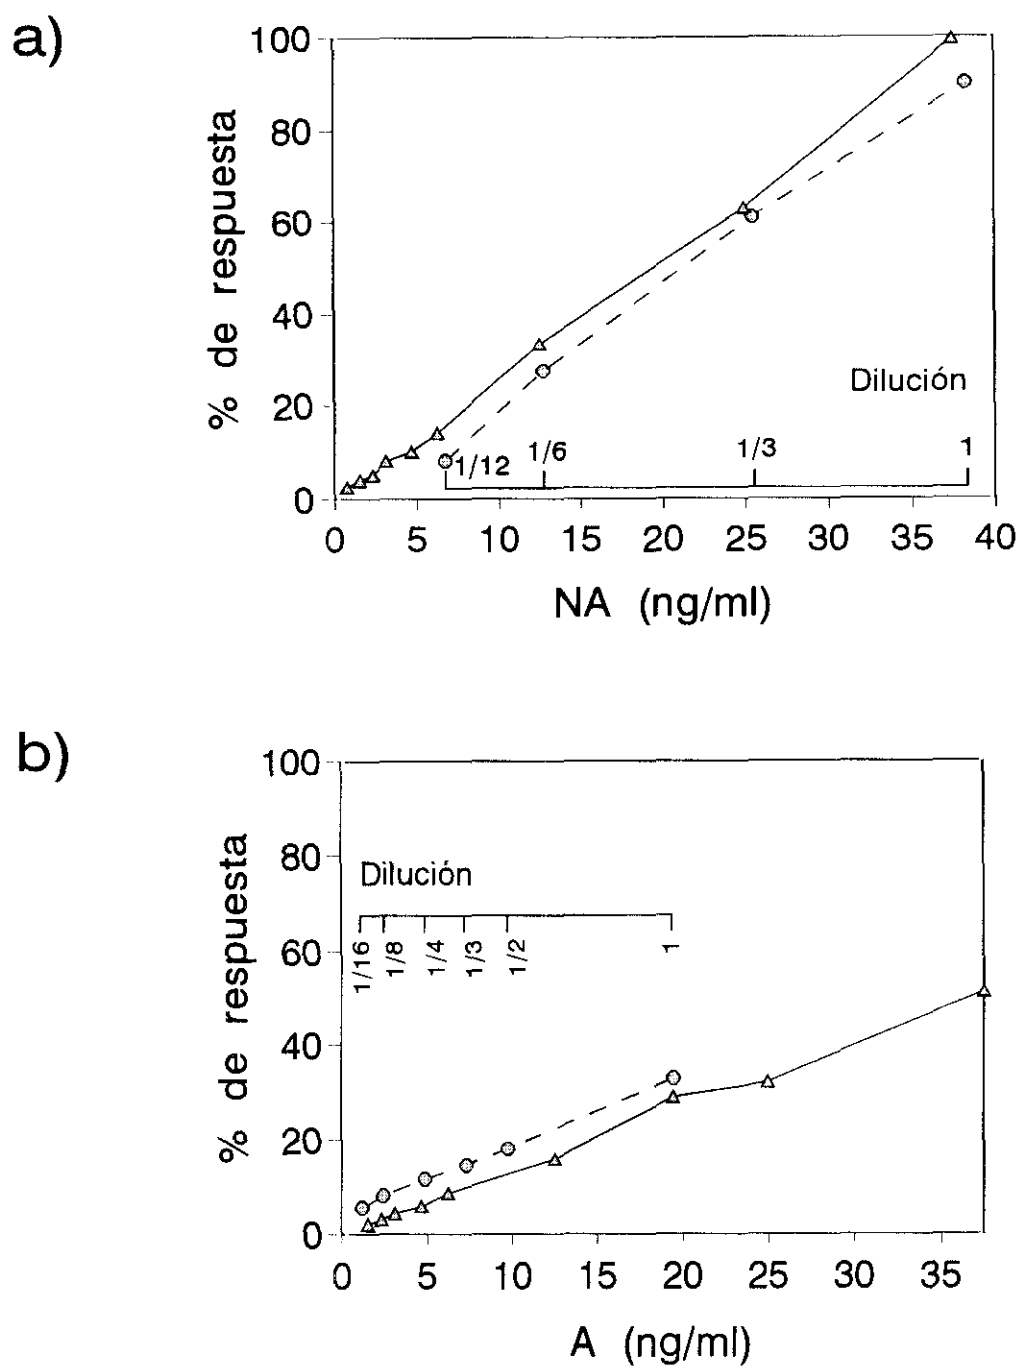 a)
% de respuesta
100
80
60
40
20
0
Dilución
1/12 1/6 1/3 1
0 5 10 15 20 25 30 35 40
NA (ng/ml)
b)
% de respuesta
100
80
60
40
20
0
Dilución
1/16 1/8 1/4 1/3 1/2 1
0 5 10 15 20 25 30 35
A (ng/ml)